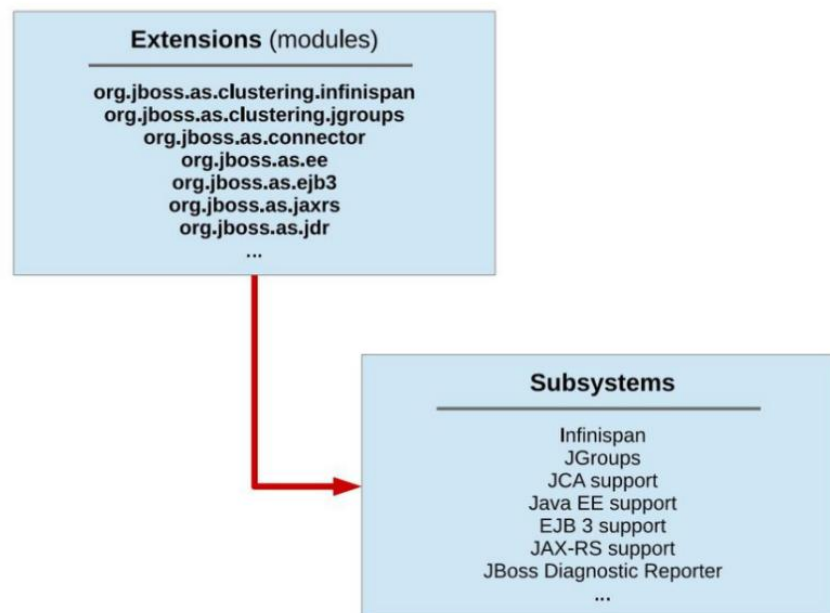 Extensions (modules)
org.jboss.as.clustering.infinispan
org.jboss.as.clustering.jgroups
org.jboss.as.connector
org.jboss.as.ee
org.jboss.as.ejb3
org.jboss.as.jaxrs
org.jboss.as.jdr
...
Subsystems
Infinispan
JGroups
JCA support
Java EE support
EJB 3 support
JAX-RS support
JBoss Diagnostic Reporter
...